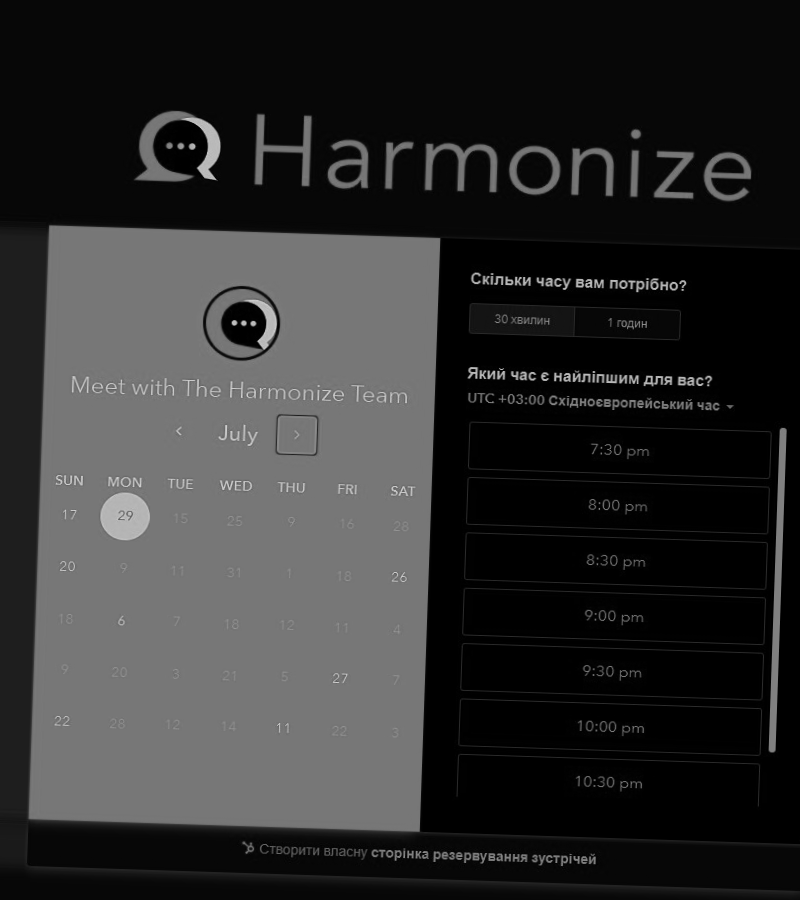 Harmonize
Meet with The Harmonize Team
July
SUN MON TUE WED THU FRI SAT
17 29 15 25 9 16 28
20 9 11 31 1 18 26
18 6 7 18 12 11 4
9 20 3 21 5 27 7
22 28 12 14 11 22 3
Скільки часу вам потрібно?
30 хвилин 1 годин
Який час є найліпшим для вас?
UTC +03:00 Східноєвропейський час
7:30 pm
8:00 pm
8:30 pm
9:00 pm
9:30 pm
10:00 pm
10:30 pm
Створити власну сторінка резервування зустрічей